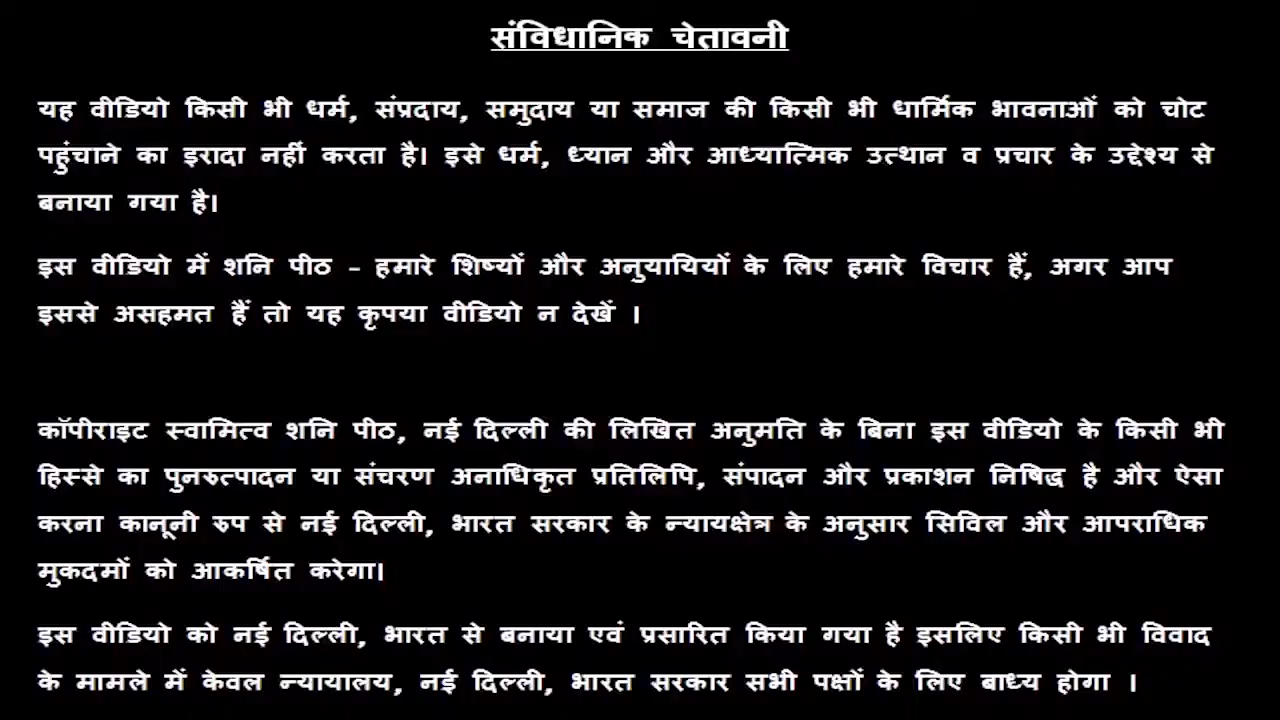 संविधानिक चेतावनी
यह वीडियो किसी भी धर्म, संप्रदाय, समुदाय या समाज की किसी भी धार्मिक भावनाओं को चोट
पहुंचाने का इरादा नहीं करता है। इसे धर्म, ध्यान और आध्यात्मिक उत्थान व प्रचार के उद्देश्य से
बनाया गया है।
इस वीडियो में शनि पीठ – हमारे शिष्यों और अनुयायियों के लिए हमारे विचार हैं, अगर आप
इससे असहमत हैं तो यह कृपया वीडियो न देखें ।
कॉपीराइट स्वामित्व शनि पीठ, नई दिल्ली की लिखित अनुमति के बिना इस वीडियो के किसी भी
हिस्से का पुनरुत्पादन या संचरण अनाधिकृत प्रतिलिपि, संपादन और प्रकाशन निषिद्ध है और ऐसा
करना कानूनी रुप से नई दिल्ली, भारत सरकार के न्यायक्षेत्र के अनुसार सिविल और आपराधिक
मुकदमों को आकर्षित करेगा।
इस वीडियो को नई दिल्ली, भारत से बनाया एवं प्रसारित किया गया है इसलिए किसी भी विवाद
के मामले में केवल न्यायालय, नई दिल्ली, भारत सरकार सभी पक्षों के लिए बाध्य होगा ।